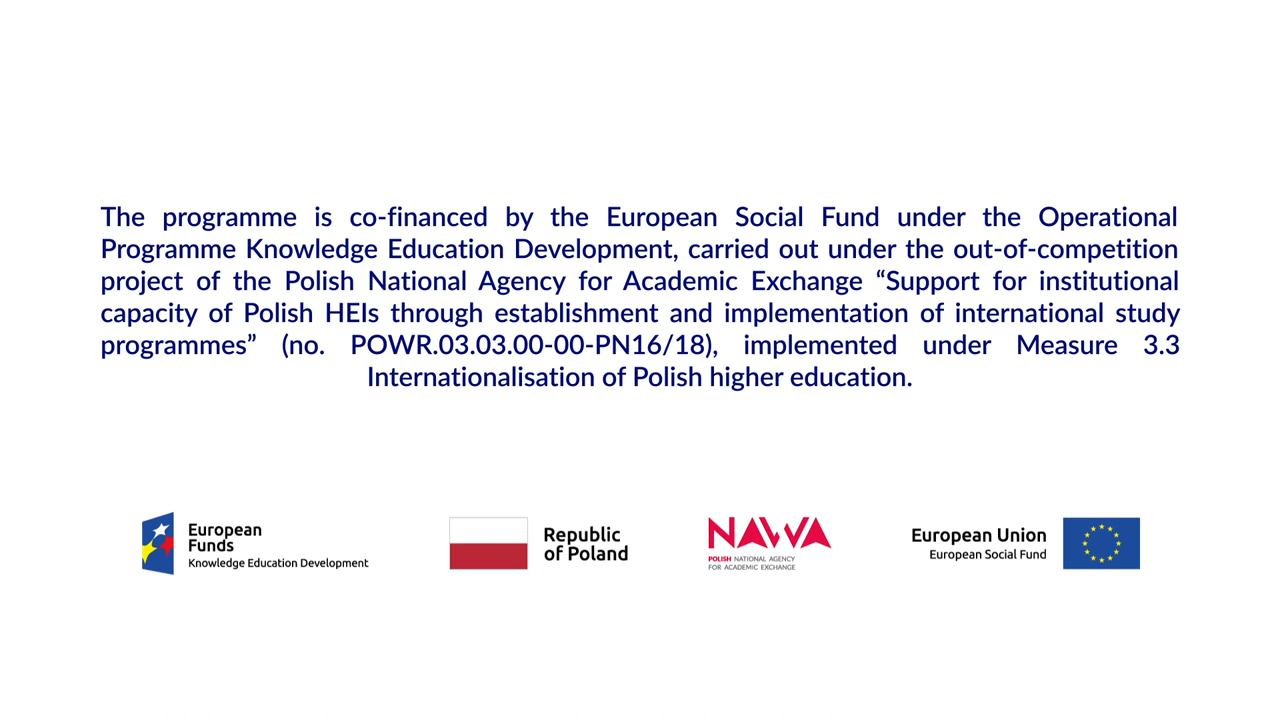 The programme is co-financed by the European Social Fund under the Operational
Programme Knowledge Education Development, carried out under the out-of-competition
project of the Polish National Agency for Academic Exchange “Support for institutional
capacity of Polish HEIs through establishment and implementation of international study
programmes” (no. POWR.03.03.00-00-PN16/18), implemented under Measure 3.3
Internationalisation of Polish higher education.
European
Funds
Knowledge Education Development
Republic
of Poland
NAWA
POLISH NATIONAL AGENCY
FOR ACADEMIC EXCHANGE
European Union
European Social Fund